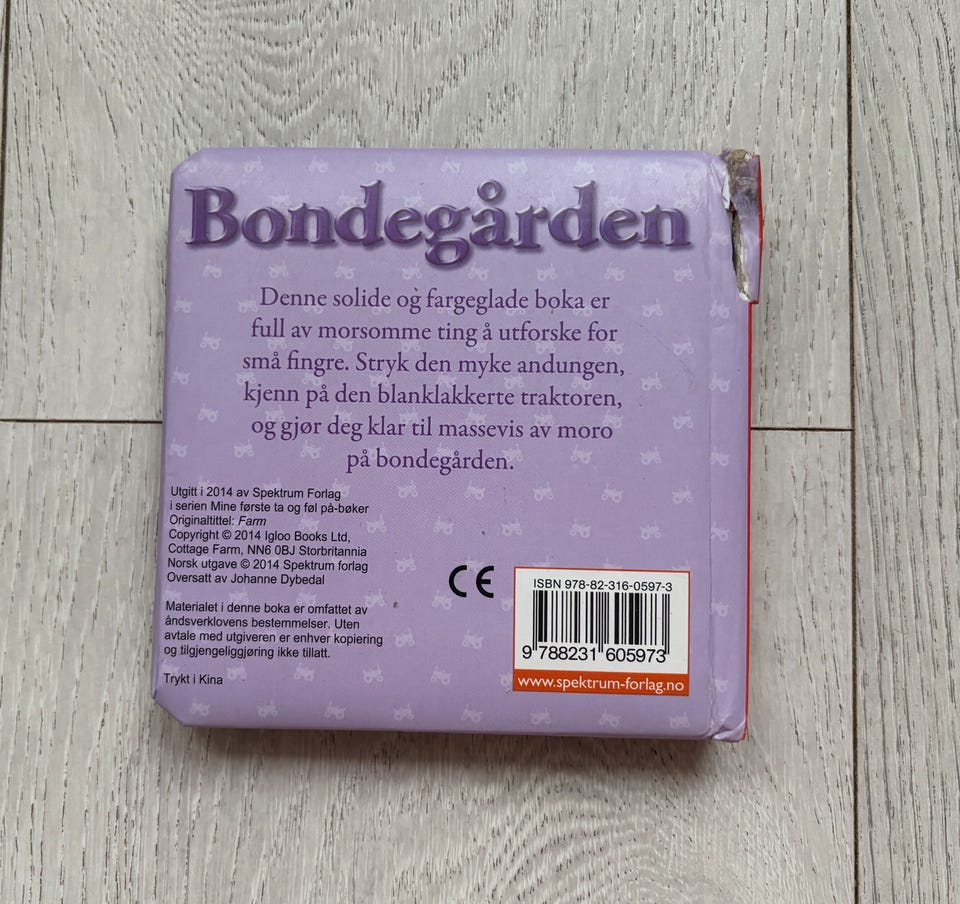 Bondegården
Denne solide og fargeglade boka er
full av morsomme ting å utforske for
små fingre. Stryk den myke andungen,
kjenn på den blanklakkerte traktoren,
og gjør deg klar til massevis av moro
på bondegården.
Utgitt i 2014 av Spektrum Forlag
i serien Mine første ta og føl på-bøker
Originaltittel: Farm
Copyright © 2014 Igloo Books Ltd,
Cottage Farm, NN6 0BJ Storbritannia
Norsk utgave © 2014 Spektrum forlag
Oversatt av Johanne Dybedal
Materialet i denne boka er omfattet av
åndsverklovens bestemmelser. Uten
avtale med utgiveren er enhver kopiering
og tilgjengeliggjøring ikke tillatt.
Trykt i Kina
CE
ISBN 978-82-316-0597-3
9 788231 605973
www.spektrum-forlag.no